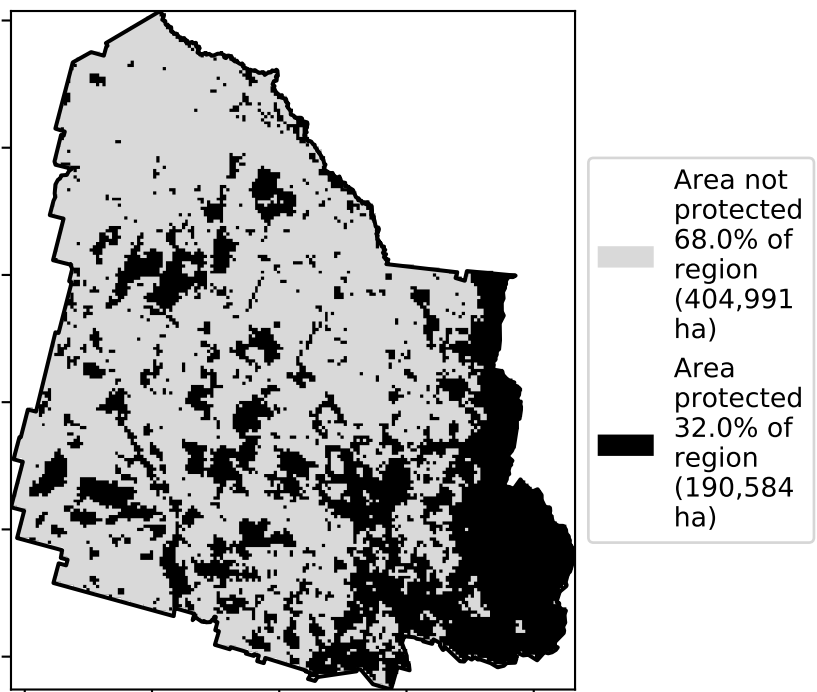 Area not
protected
68.0% of
region
(404,991
ha)
Area
protected
32.0% of
region
(190,584
ha)